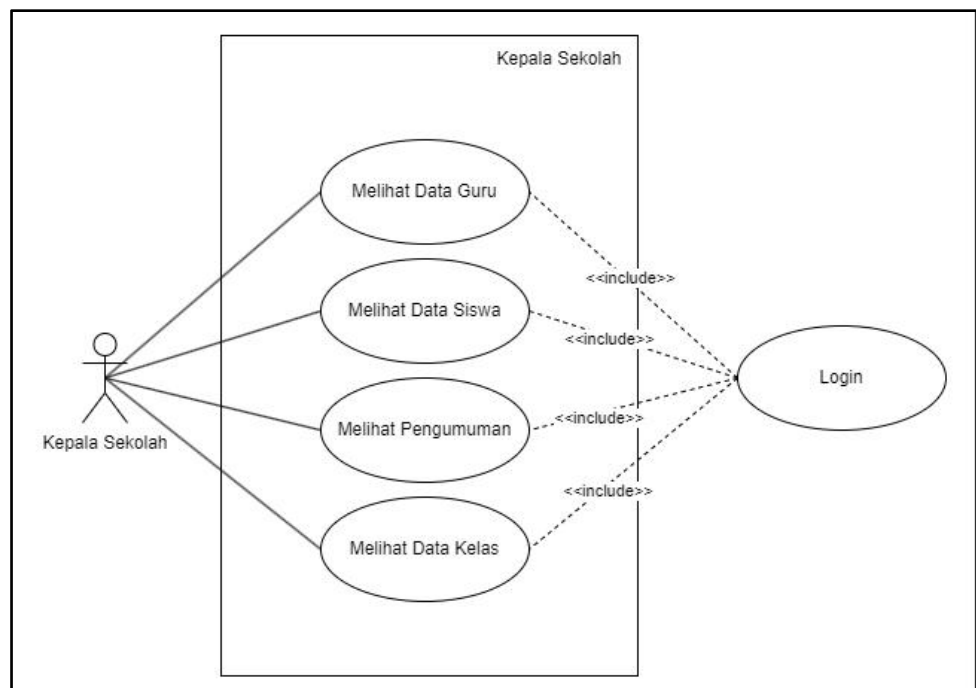 Kepala Sekolah
Melihat Data Guru
<<include>>
Melihat Data Siswa
<<include>>
Login
Kepala Sekolah
Melihat Pengumuman
<<include>>
<<include>>
Melihat Data Kelas